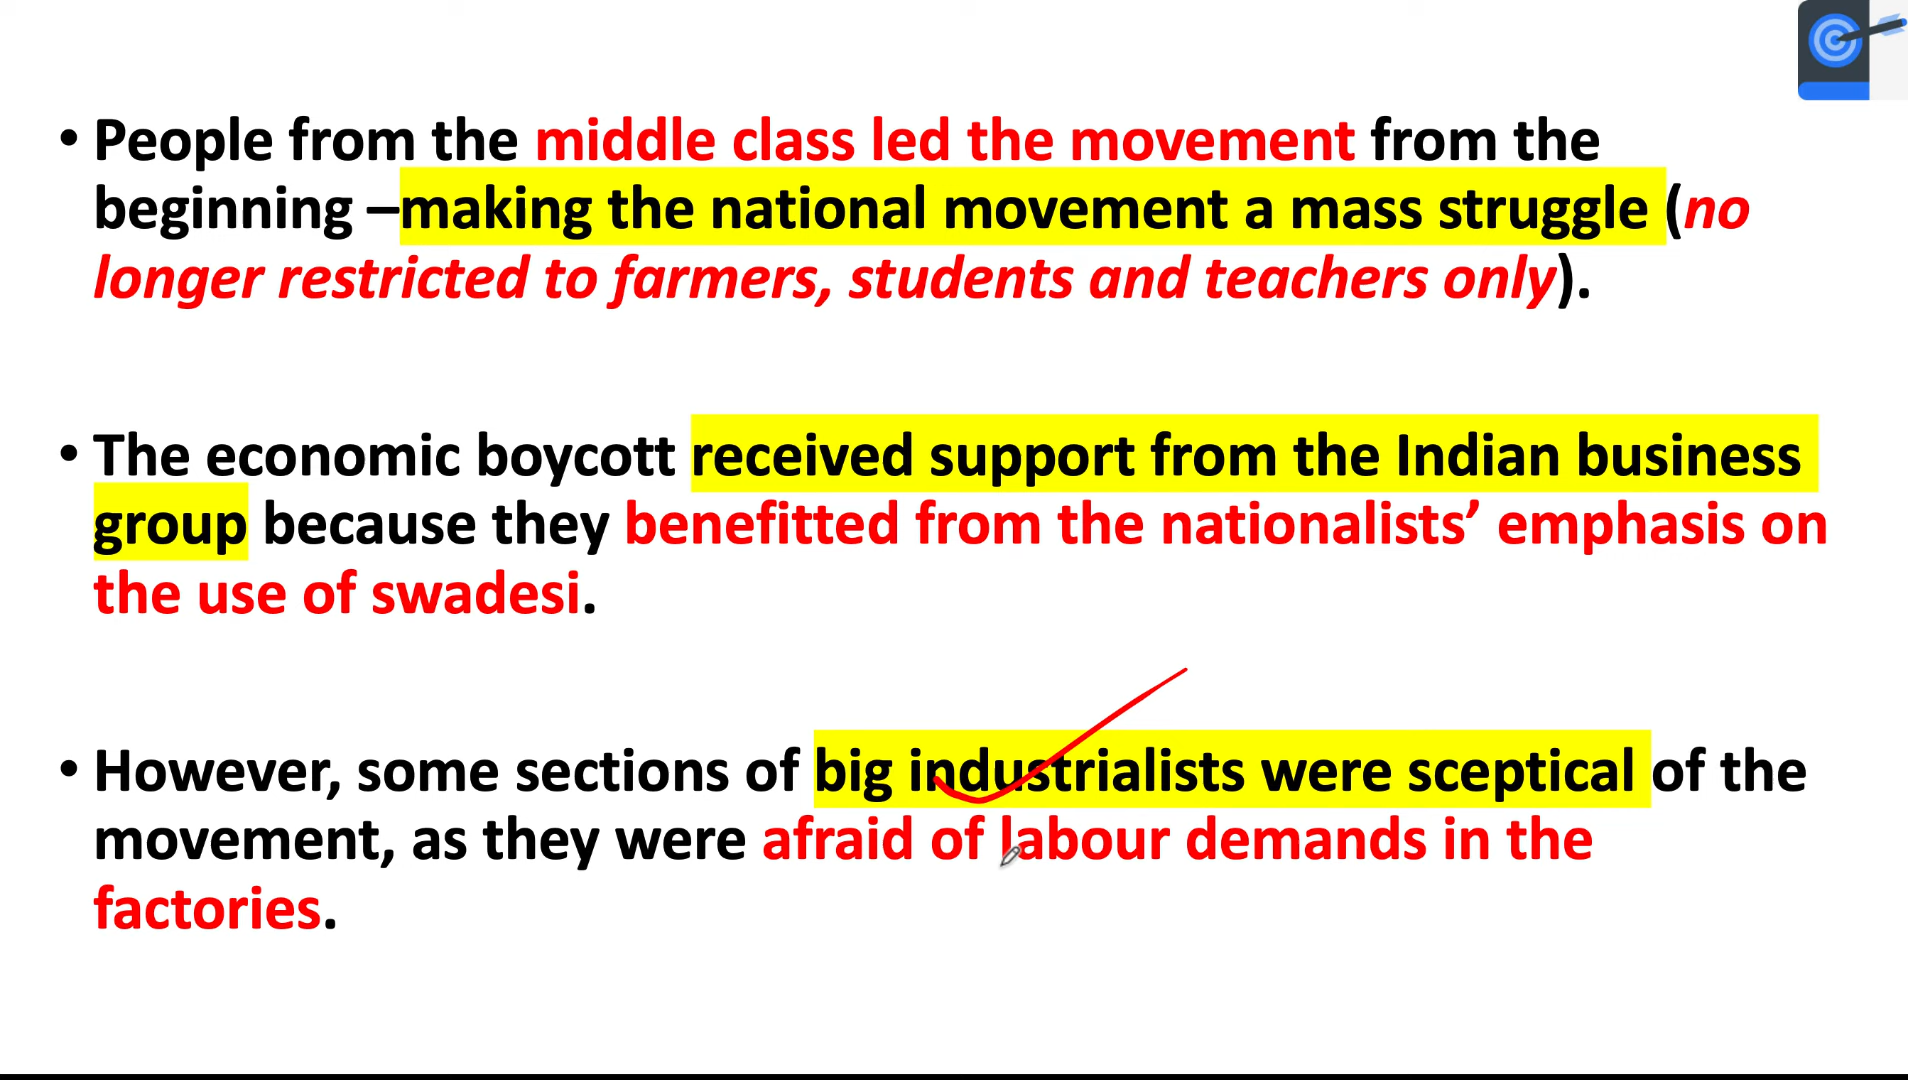 • People from the middle class led the movement from the
beginning –making the national movement a mass struggle (no
longer restricted to farmers, students and teachers only).
• The economic boycott received support from the Indian business
group because they benefitted from the nationalists’ emphasis on
the use of swadesi.
• However, some sections of big industrialists were sceptical of the
movement, as they were afraid of labour demands in the
factories.